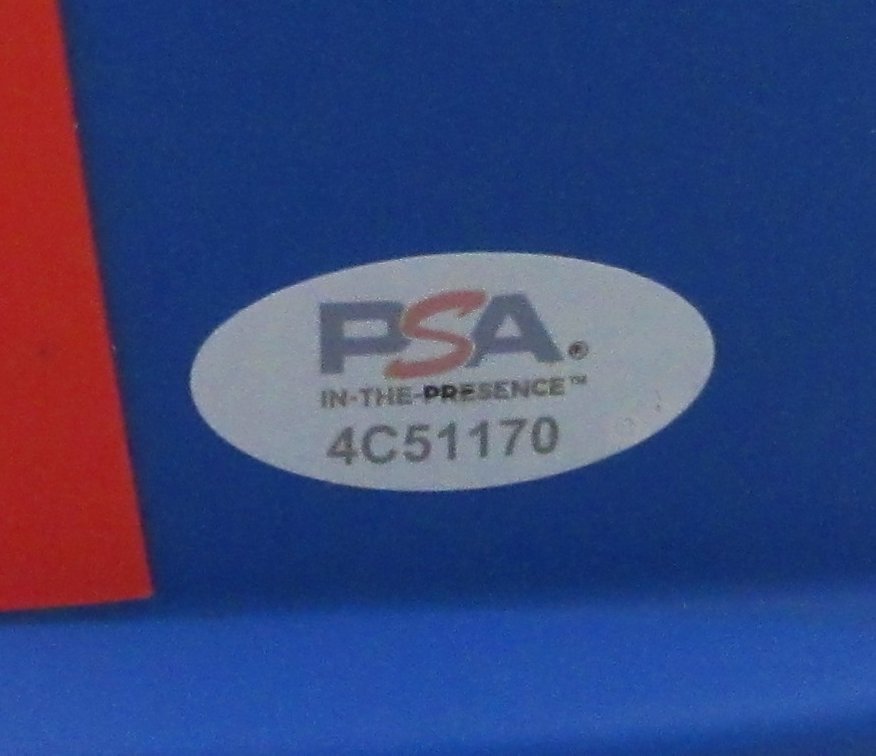 PSA®
IN-THE-PRESENCE™
4C51170